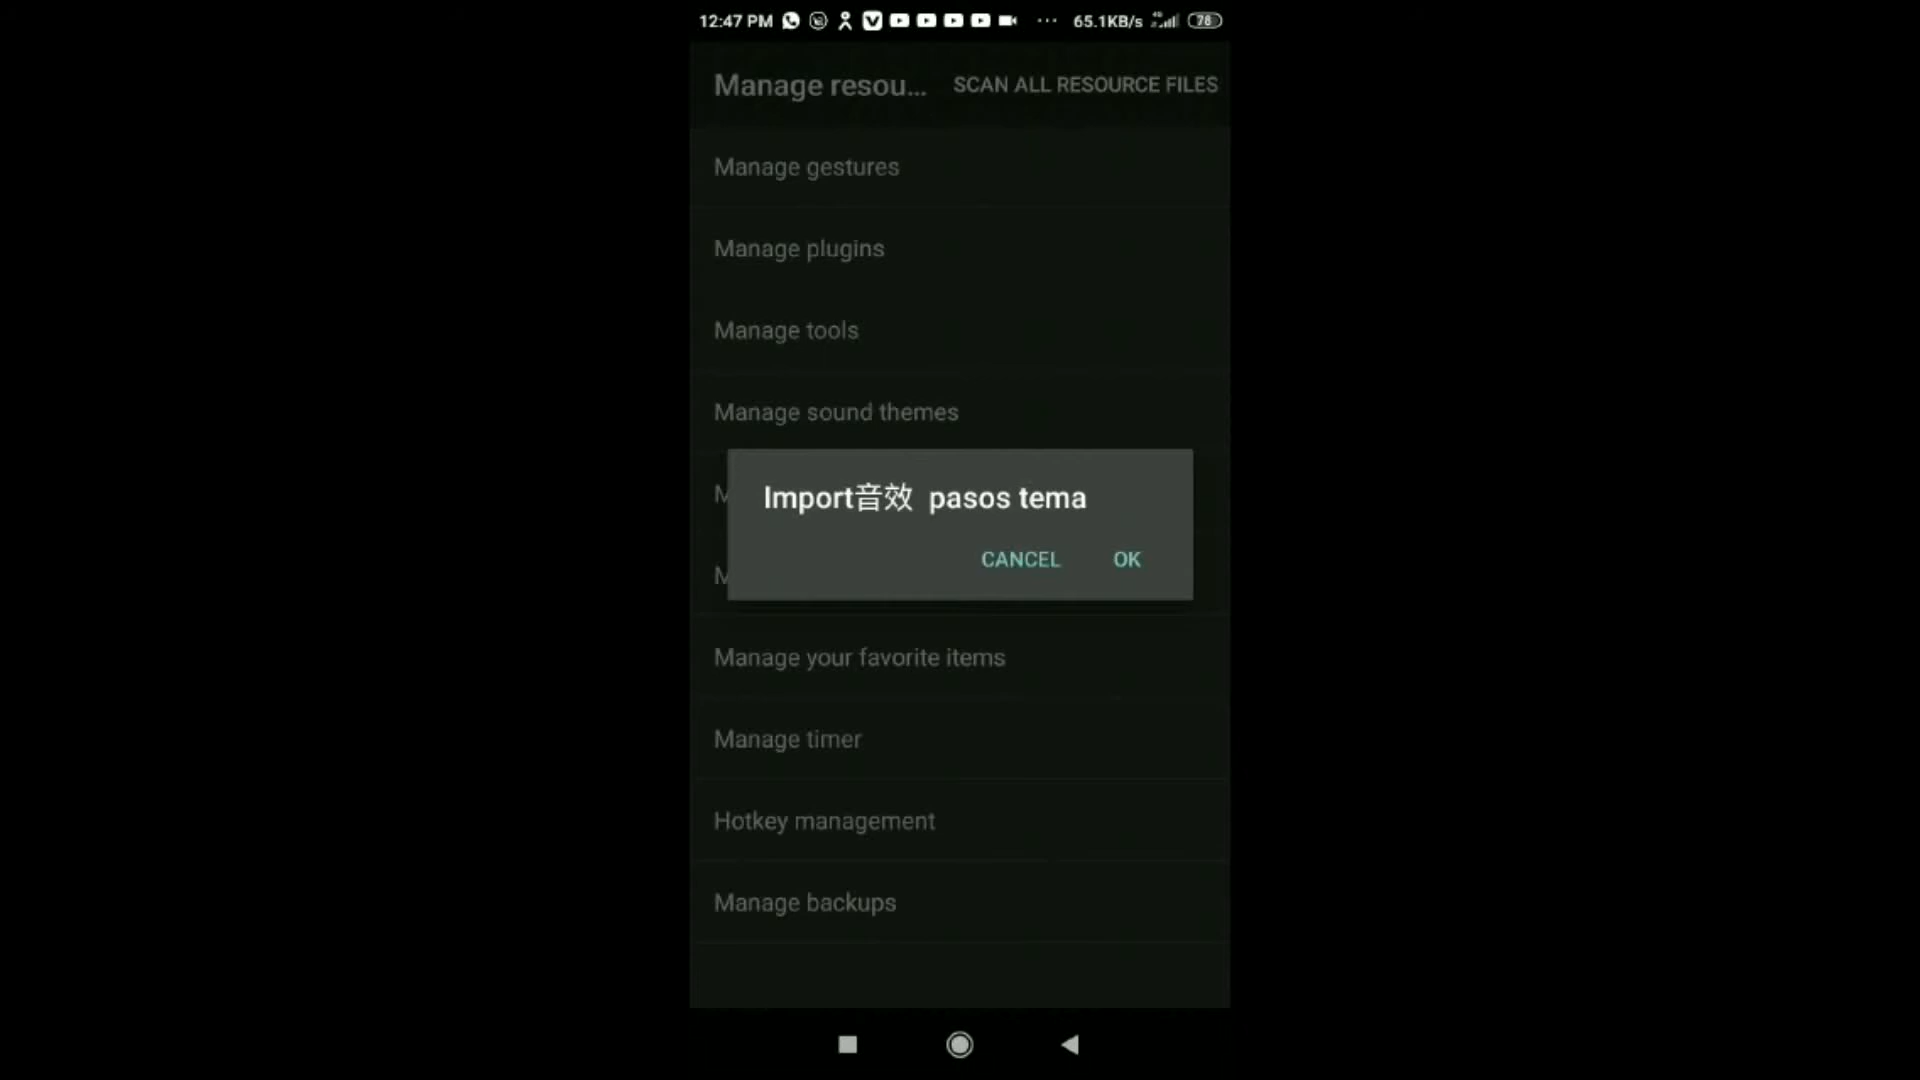 12:47 PM 65.1KB/s 4G 78
Manage resou... SCAN ALL RESOURCE FILES
Manage gestures
Manage plugins
Manage tools
Manage sound themes
M
Import音效 pasos tema
CANCEL OK
M
Manage your favorite items
Manage timer
Hotkey management
Manage backups